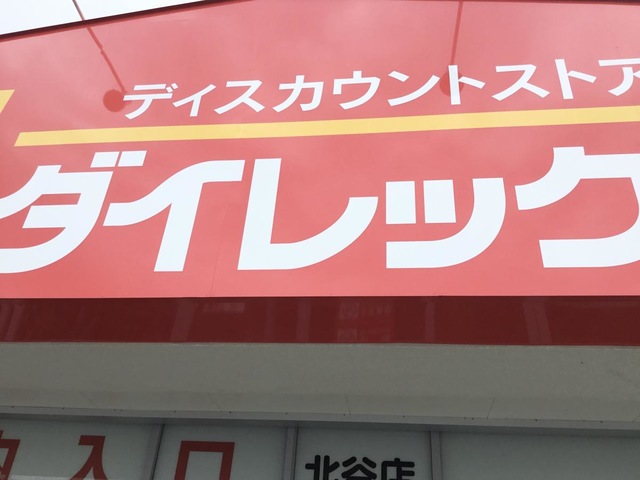 ディスカウントストア
ダイレック
入口
北谷店